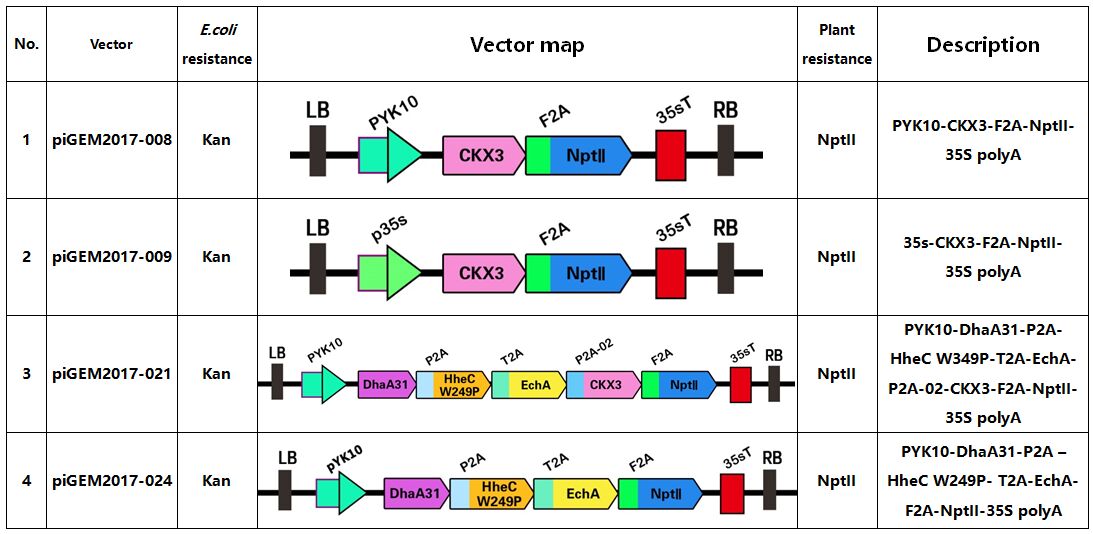 No.
Vector
E.coli
resistance
Vector map
Plant
resistance
Description
1
piGEM2017-008
Kan
LB
PYK10
CKX3
F2A
NptII
35sT
RB
NptII
PYK10-CKX3-F2A-NptII-
35S polyA
2
piGEM2017-009
Kan
LB
p35s
CKX3
F2A
NptII
35sT
RB
NptII
35s-CKX3-F2A-NptII-
35S polyA
3
piGEM2017-021
Kan
LB
PYK10
DhaA31
P2A
HheC
W249P
T2A
EchA
P2A-02
CKX3
F2A
NptII
35sT
RB
NptII
PYK10-DhaA31-P2A-
HheC W349P-T2A-EchA-
P2A-02-CKX3-F2A-NptII-
35S polyA
4
piGEM2017-024
Kan
LB
pYK10
DhaA31
P2A
HheC
W249P
T2A
EchA
F2A
NptII
35sT
RB
NptII
PYK10-DhaA31-P2A –
HheC W249P- T2A-EchA-
F2A-NptII-35S polyA